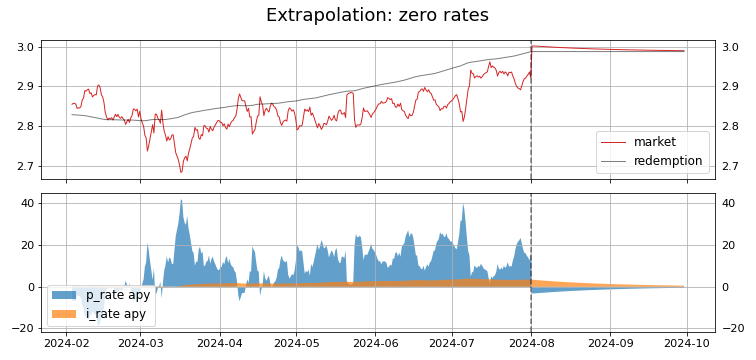 Extrapolation: zero rates
3.0 3.0
2.9 2.9
2.8 2.8
2.7 2.7
market
redemption
40 40
20 20
0 0
−20 −20
p_rate apy
i_rate apy
2024-02 2024-03 2024-04 2024-05 2024-06 2024-07 2024-08 2024-09 2024-10